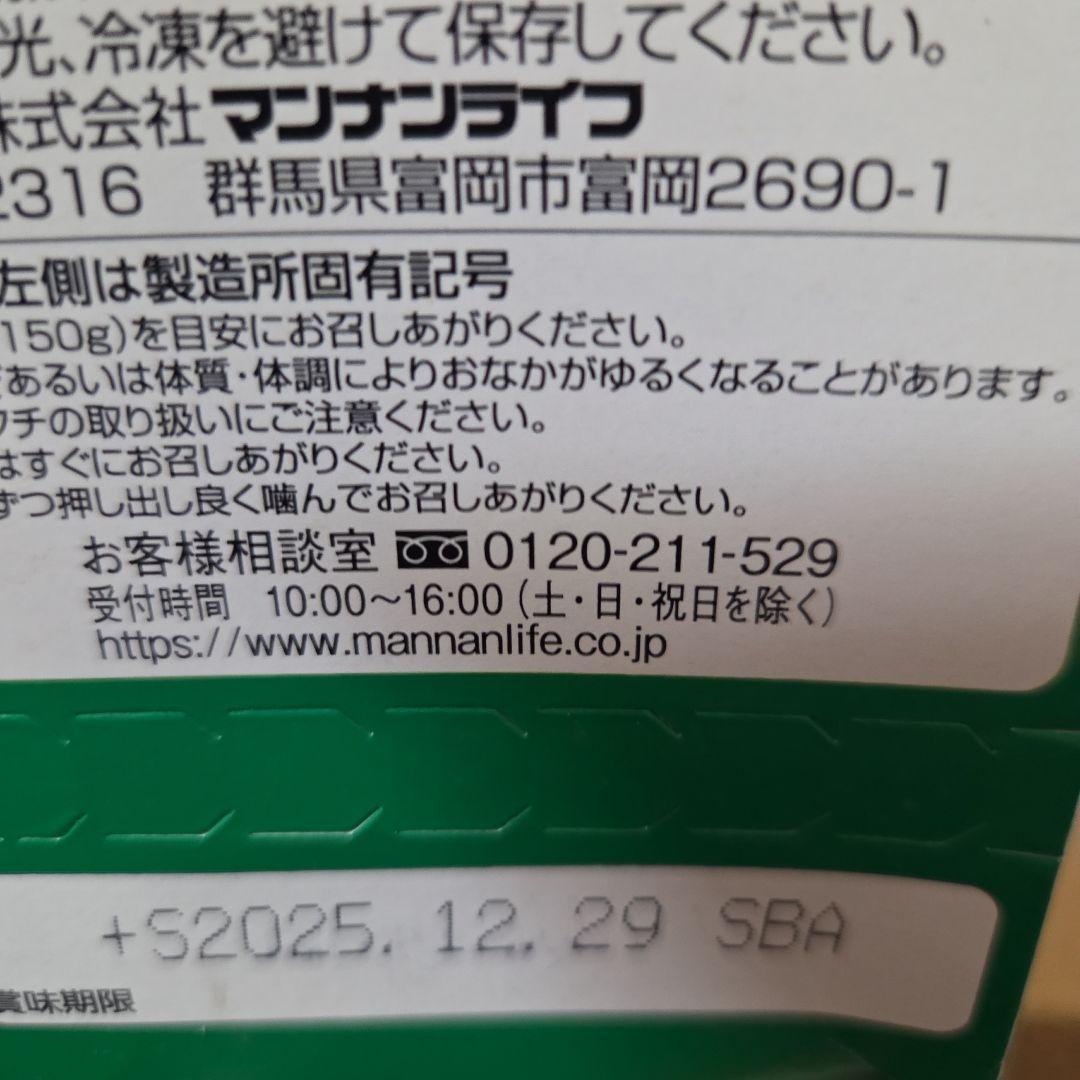 光、冷凍を避けて保存してください。
株式会社マンナンライフ
2316 群馬県富岡市富岡2690-1
左側は製造所固有記号
150g)を目安にお召しあがりください。
あるいは体質・体調によりおなかがゆるくなることがあります。
ウチの取り扱いにご注意ください。
はすぐにお召しあがりください。
ずつ押し出し良く噛んでお召しあがりください。
お客様相談室 0120-211-529
受付時間 10:00~16:00(土・日・祝日を除く)
https://www.mannanlife.co.jp
+S2025.12.29 SBA
賞味期限